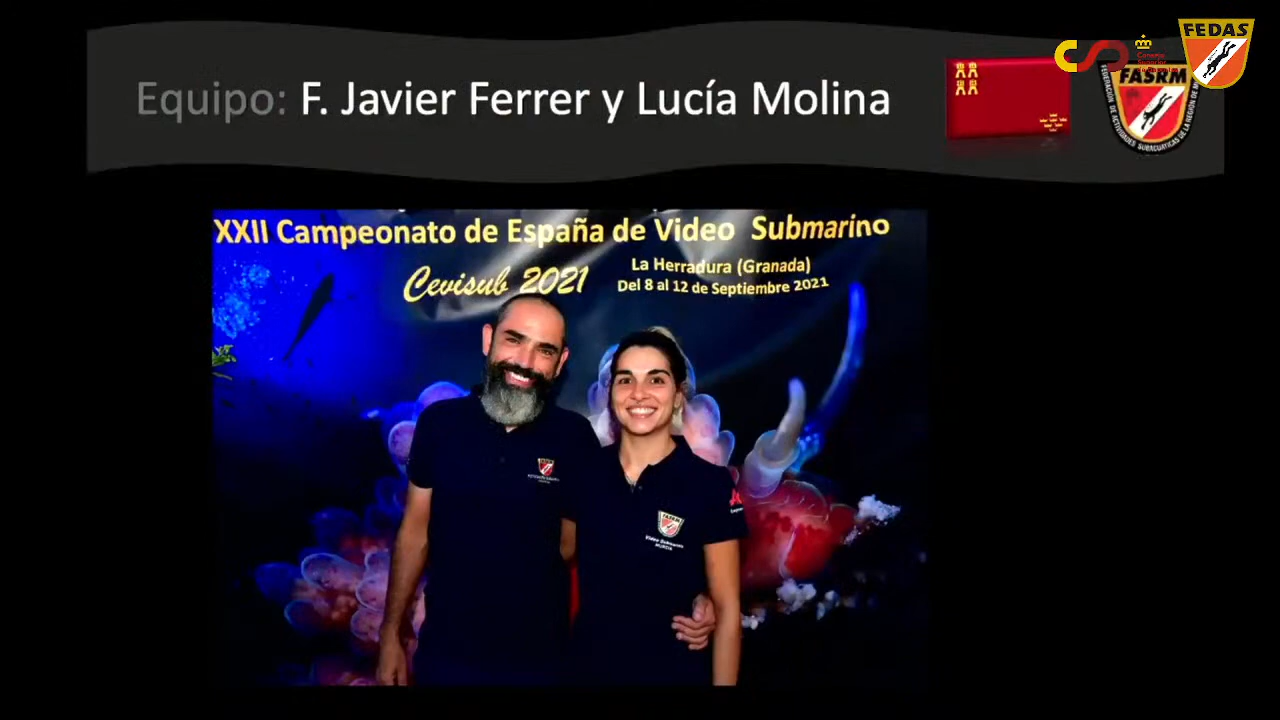 Equipo: F. Javier Ferrer y Lucía Molina
FEDAS
FASRM
XXII Campeonato de España de Video Submarino
Cevisub 2021
La Herradura (Granada)
Del 8 al 12 de Septiembre 2021
FASRM